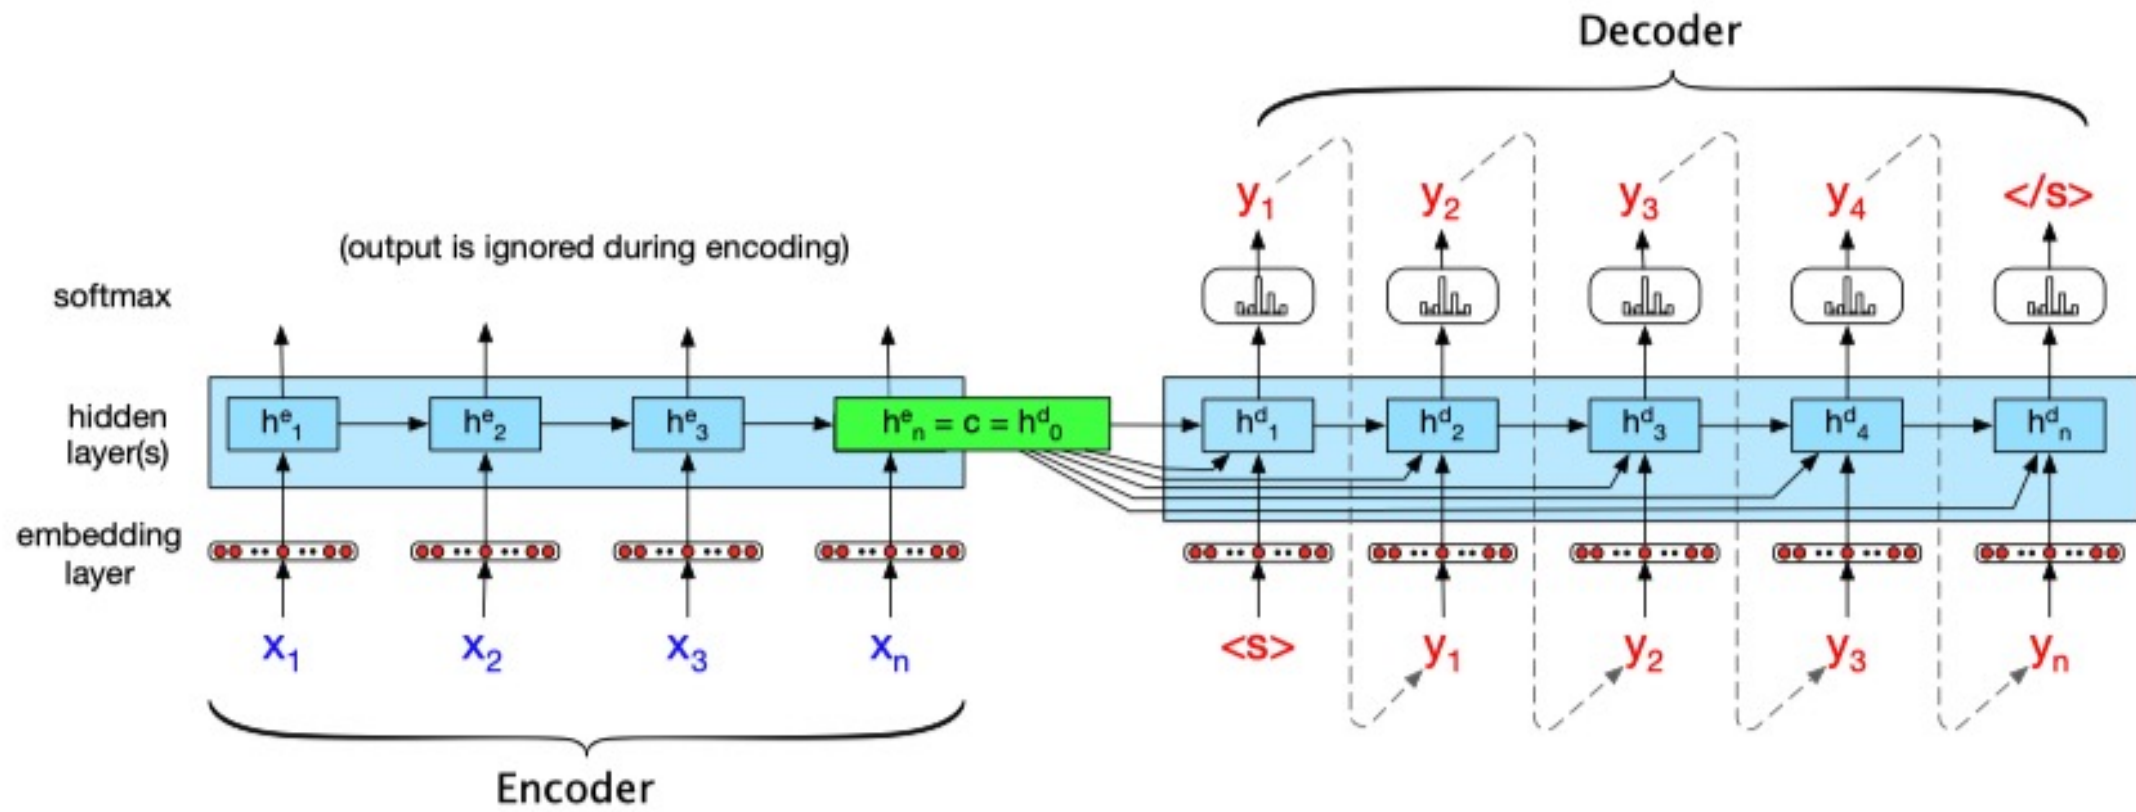 Decoder
y₁ y₂ y₃ y₄ </s>
(output is ignored during encoding)
softmax
hidden
layer(s)
hᵉ₁ hᵉ₂ hᵉ₃ hᵉₙ = c = hᵈ₀ hᵈ₁ hᵈ₂ hᵈ₃ hᵈ₄ hᵈₙ
embedding
layer
x₁ x₂ x₃ xₙ <s> y₁ y₂ y₃ yₙ
Encoder